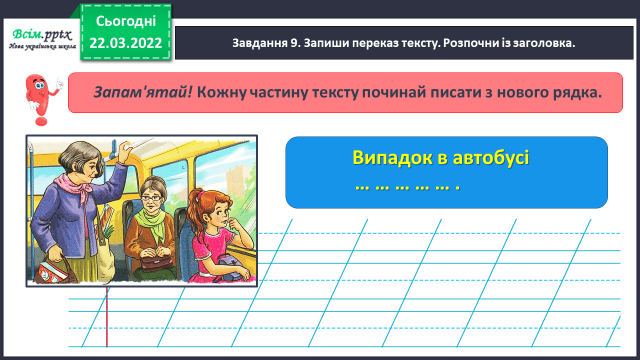 Всім.pptx
Нова українська школа
Сьогодні
22.03.2022
Завдання 9. Запиши переказ тексту. Розпочни із заголовка.
Запам'ятай! Кожну частину тексту починай писати з нового рядка.
Випадок в автобусі
… … … … … .